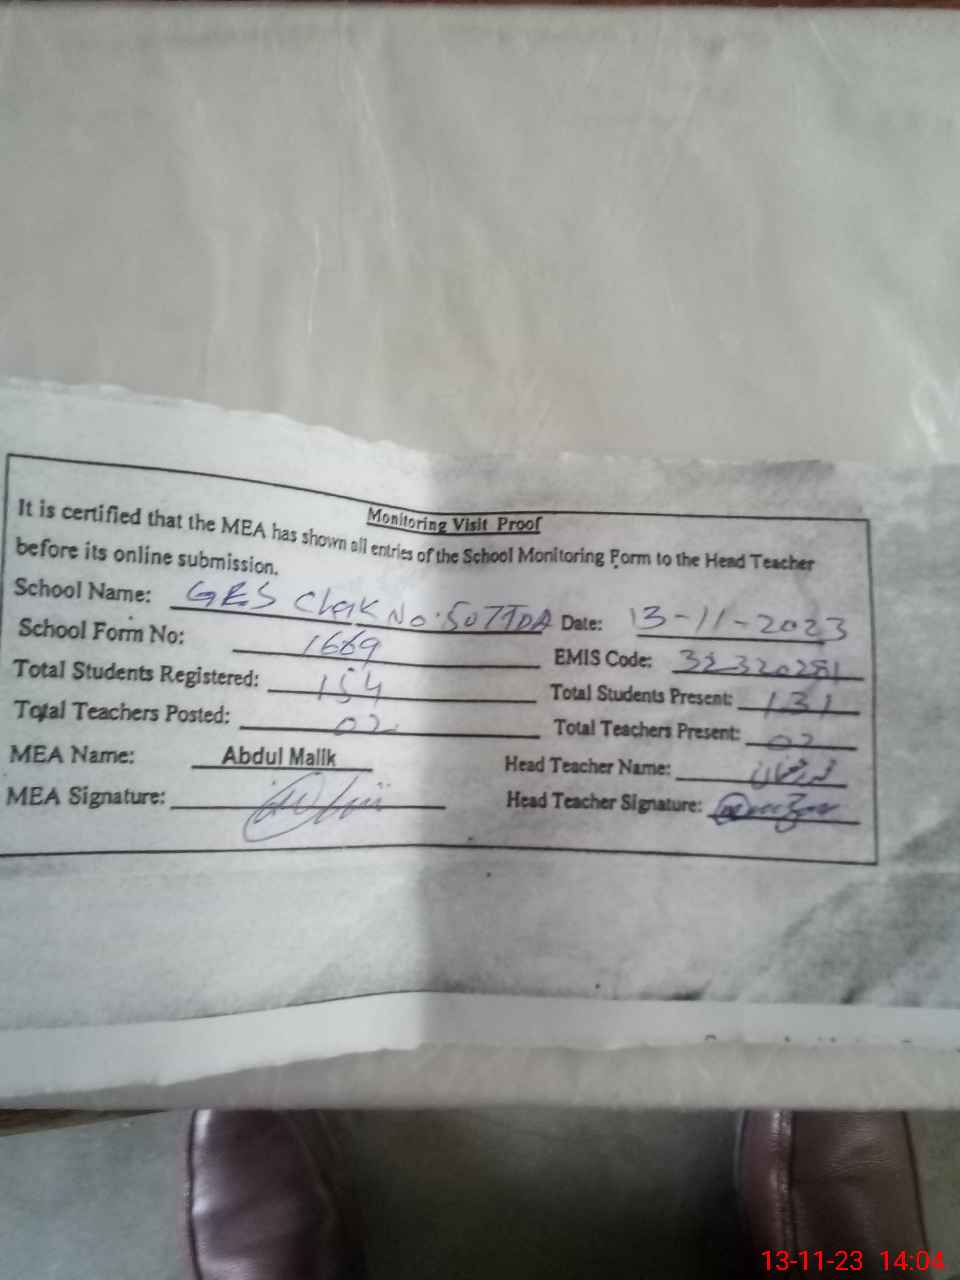 Monitoring Visit Proof
It is certified that the MEA has shown all entries of the School Monitoring Form to the Head Teacher
before its online submission.
School Name: GES Chak No: 507TDA Date: 13-11-2023
School Form No: 1669 EMIS Code: 32320281
Total Students Registered: 154 Total Students Present: 131
Total Teachers Posted: 02 Total Teachers Present: 02
MEA Name: Abdul Malik Head Teacher Name:
MEA Signature: Head Teacher Signature:
13-11-23 14:04